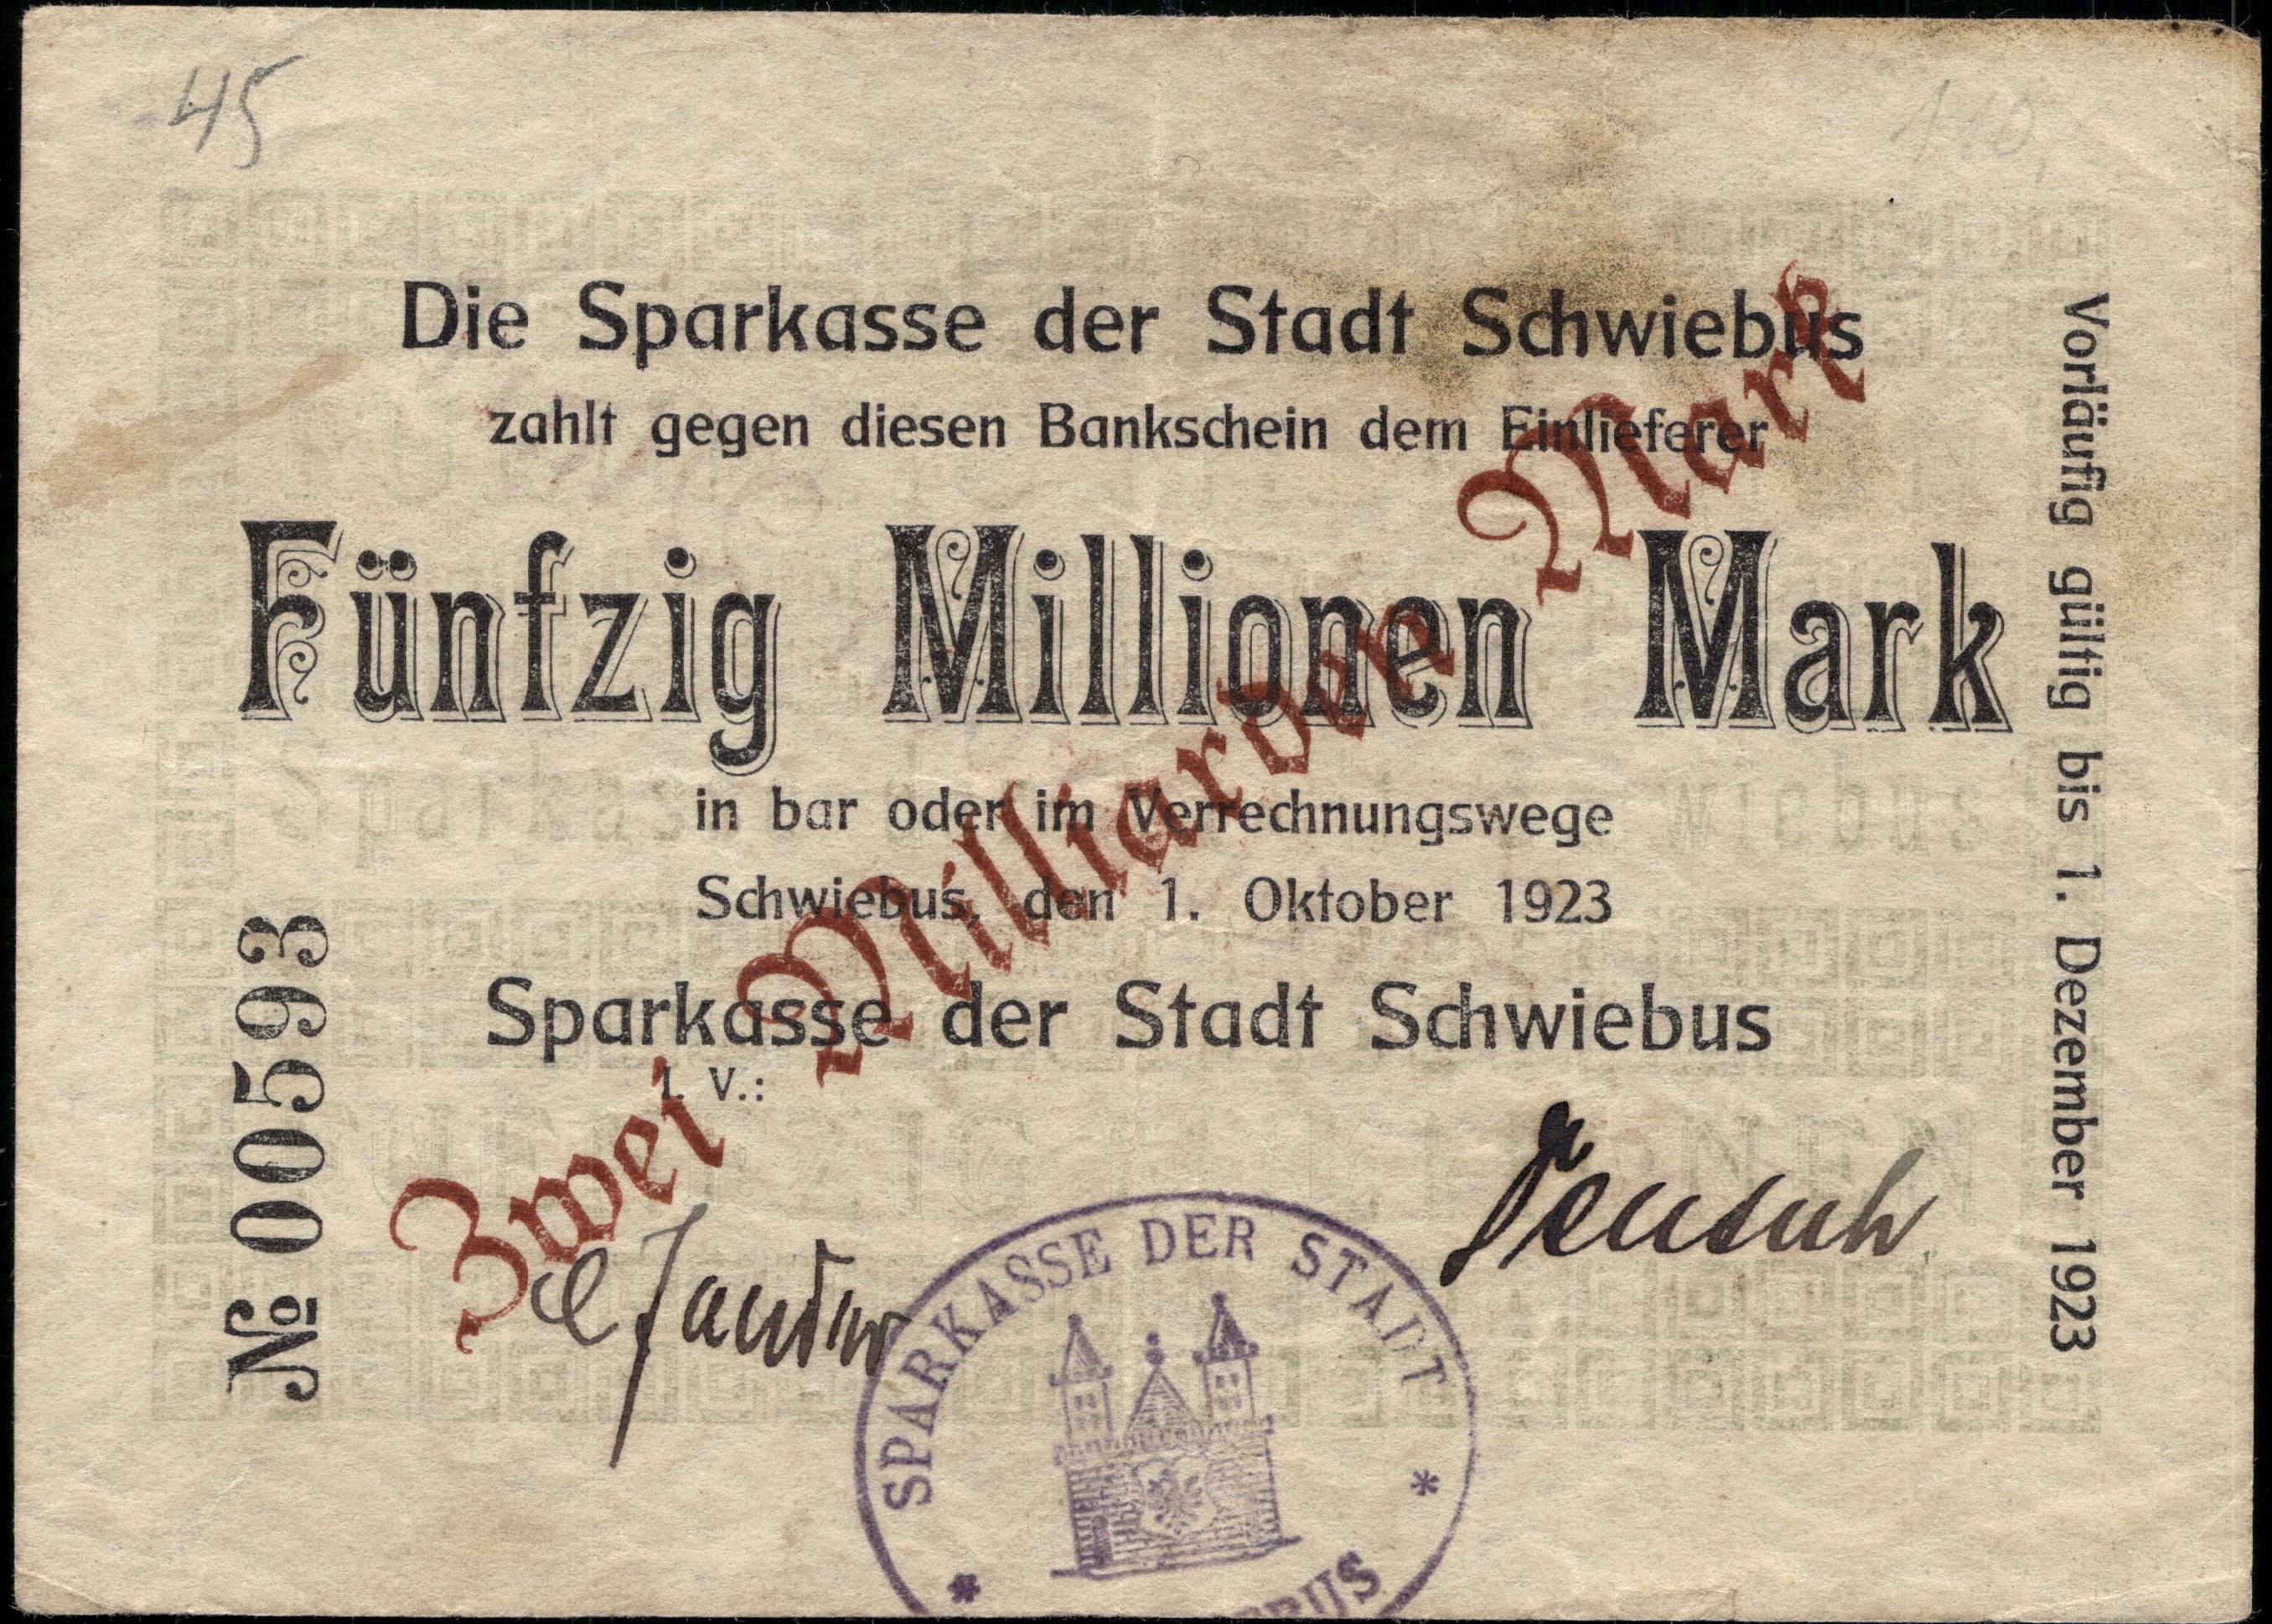 45
Die Sparkasse der Stadt Schwiebus
zahlt gegen diesen Bankschein dem Einlieferer
Fünfzig Millionen Mark
in bar oder im Verrechnungswege
Schwiebus, den 1. Oktober 1923
Sparkasse der Stadt Schwiebus
I. V.:
Zwei Milliarden Mark
№ 005593
Vorläufig gültig bis 1. Dezember 1923
SPARKASSE DER STADT